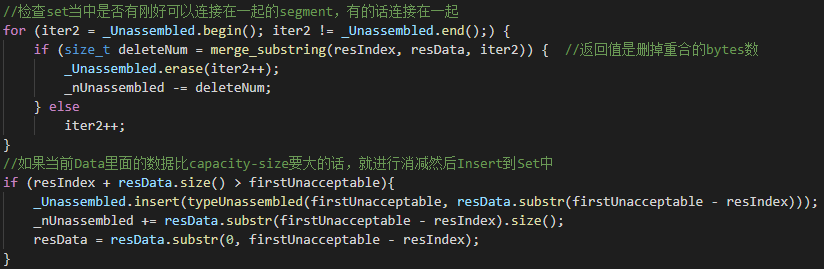 //检查set当中是否有刚好可以连接在一起的segment，有的话连接在一起
for (iter2 = _Unassembled.begin(); iter2 != _Unassembled.end();) {
    if (size_t deleteNum = merge_substring(resIndex, resData, iter2)) {  //返回值是删掉重合的bytes数
        _Unassembled.erase(iter2++);
        _nUnassembled -= deleteNum;
    } else
        iter2++;
}
//如果当前Data里面的数据比capacity-size要大的话，就进行消减然后Insert到Set中
if (resIndex + resData.size() > firstUnacceptable){
    _Unassembled.insert(typeUnassembled(firstUnacceptable, resData.substr(firstUnacceptable - resIndex)));
    _nUnassembled += resData.substr(firstUnacceptable - resIndex).size();
    resData = resData.substr(0, firstUnacceptable - resIndex);
}